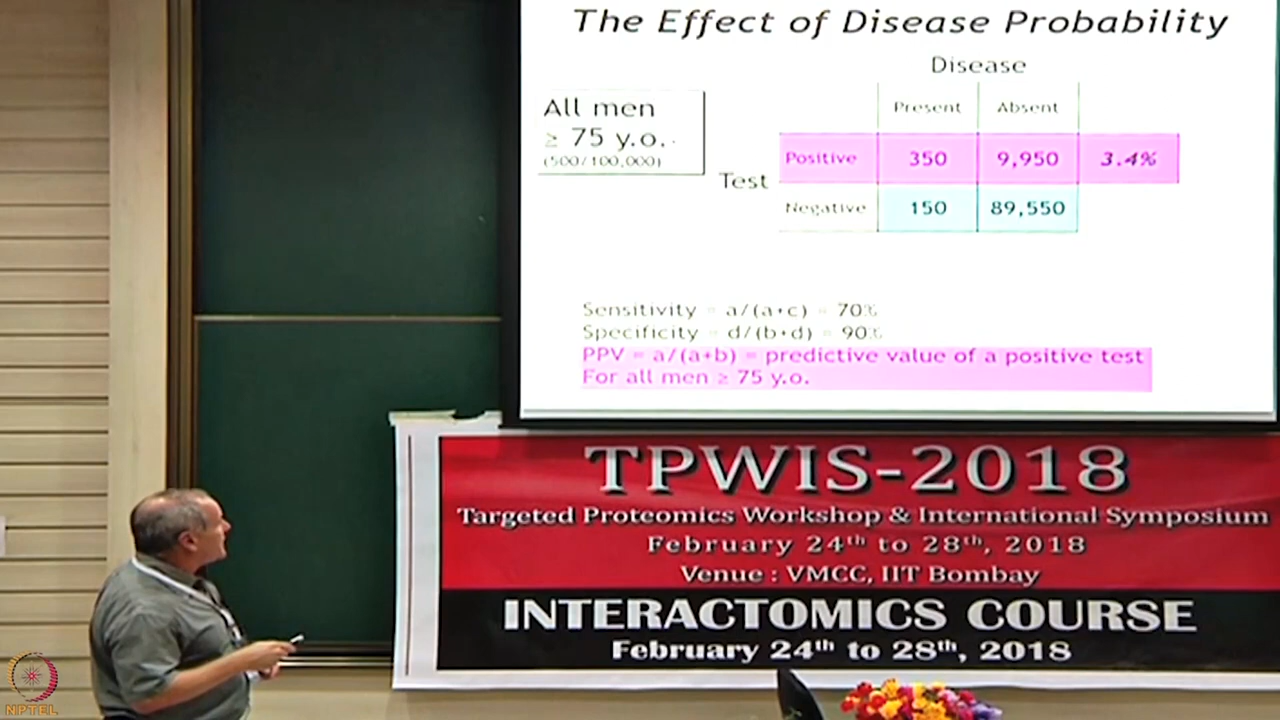 The Effect of Disease Probability
All men
≥ 75 y.o.
(500/100,000)
Disease
Present Absent
Test
Positive 350 9,950 3.4%
Negative 150 89,550
Sensitivity = a/(a+c) = 70%
Specificity = d/(b+d) = 90%
PPV = a/(a+b) = predictive value of a positive test
For all men ≥ 75 y.o.
TPWIS-2018
Targeted Proteomics Workshop & International Symposium
February 24th to 28th, 2018
Venue : VMCC, IIT Bombay
INTERACTOMICS COURSE
February 24th to 28th, 2018
NPTEL